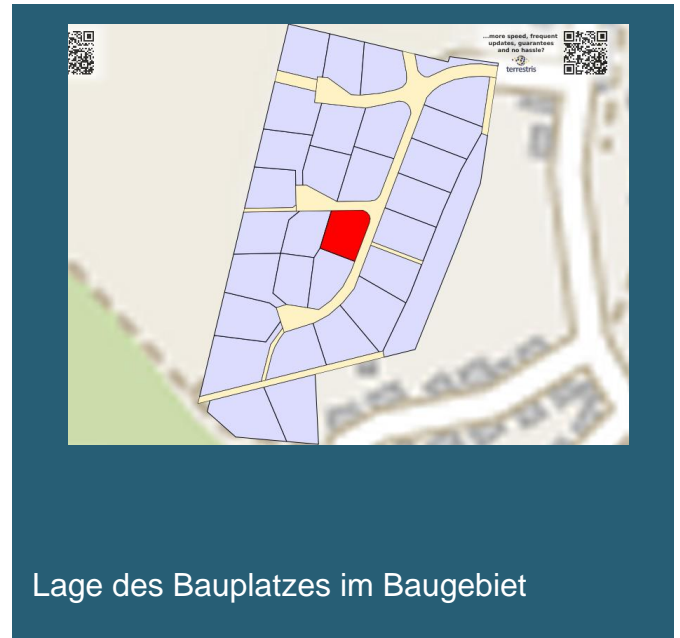 ...more speed, frequent
updates, guarantees
and no hassle?
terrestris
Lage des Bauplatzes im Baugebiet